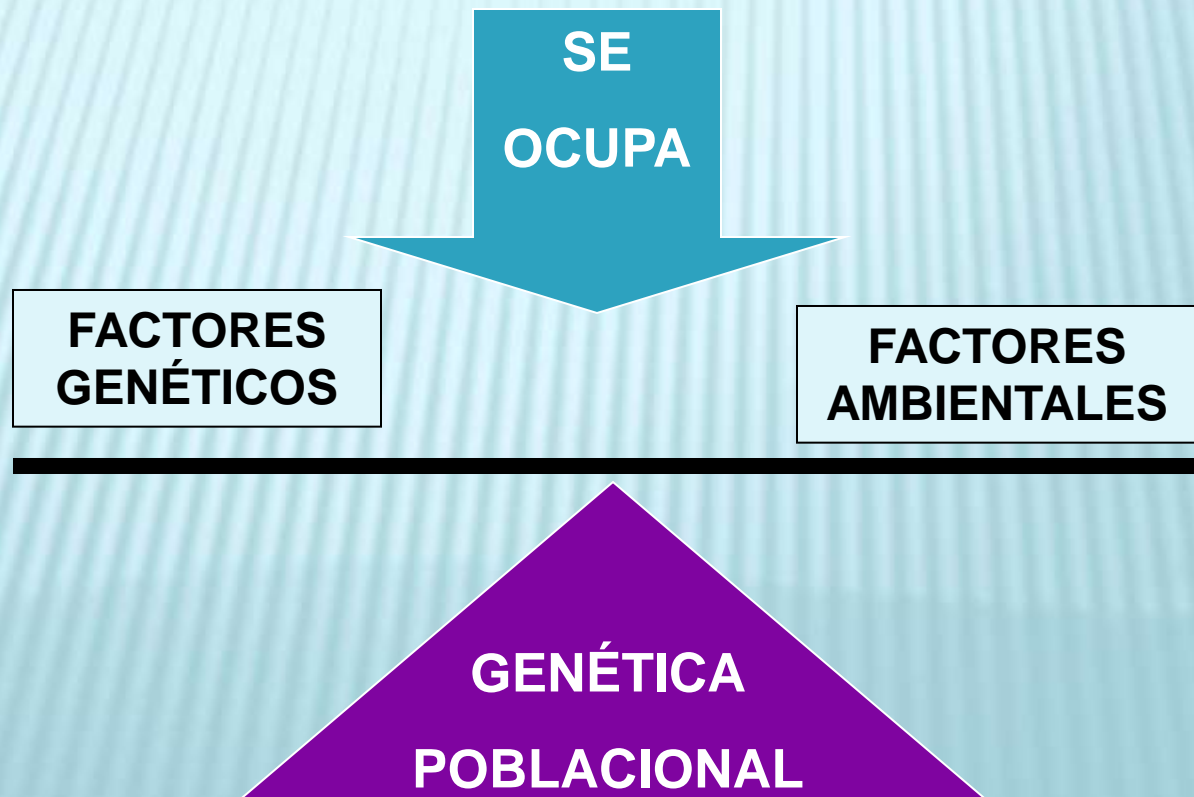 SE
OCUPA
FACTORES
GENÉTICOS
FACTORES
AMBIENTALES
GENÉTICA
POBLACIONAL